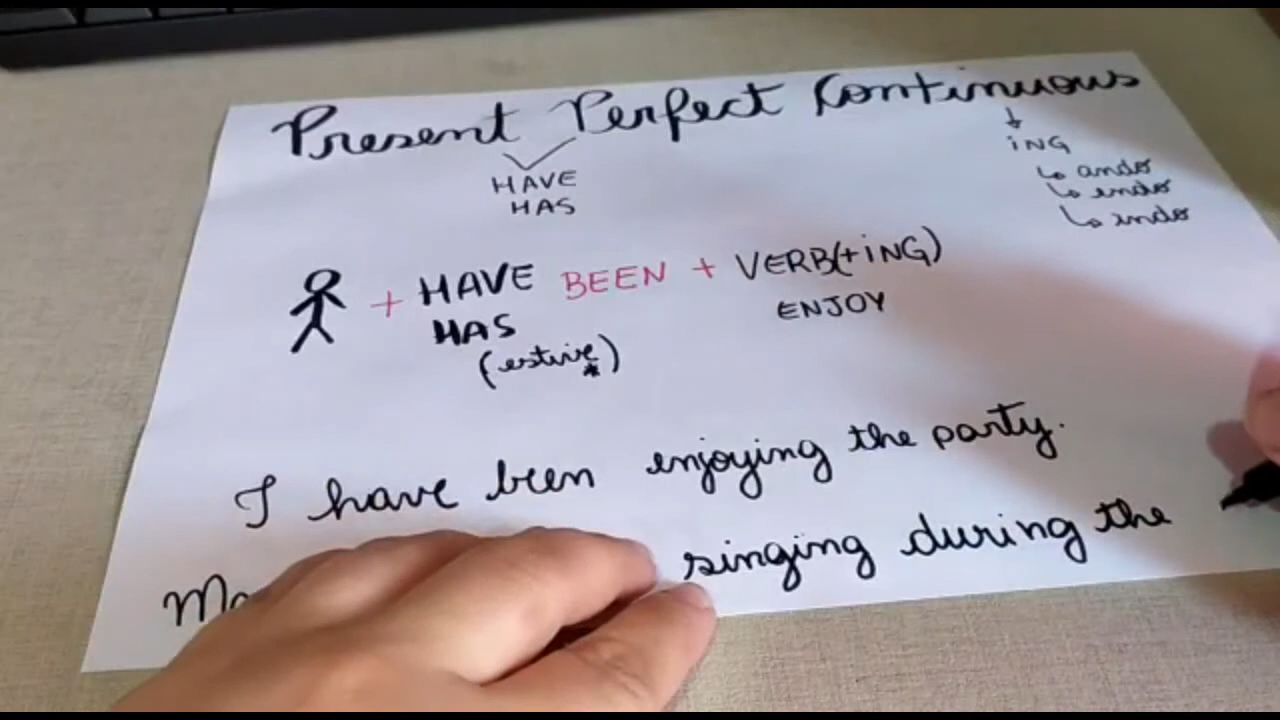 Present Perfect Continuous
HAVE
HAS
ING
ando
endo
indo
+ HAVE BEEN + VERB(+ING)
HAS
ENJOY
(estive*)
I have been enjoying the party.
singing during the